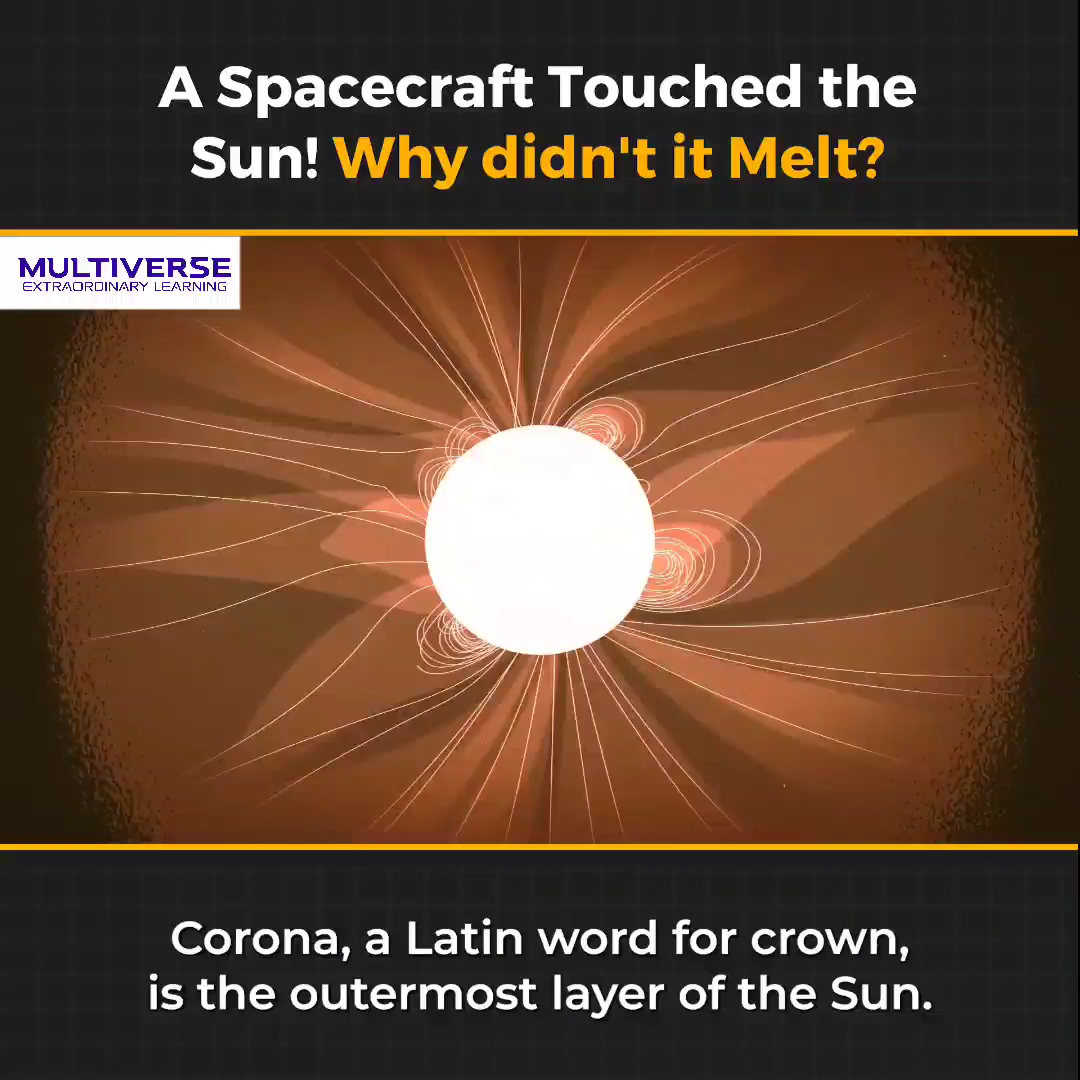 A Spacecraft Touched the
Sun! Why didn't it Melt?
MULTIVERSE
EXTRAORDINARY LEARNING
Corona, a Latin word for crown,
is the outermost layer of the Sun.